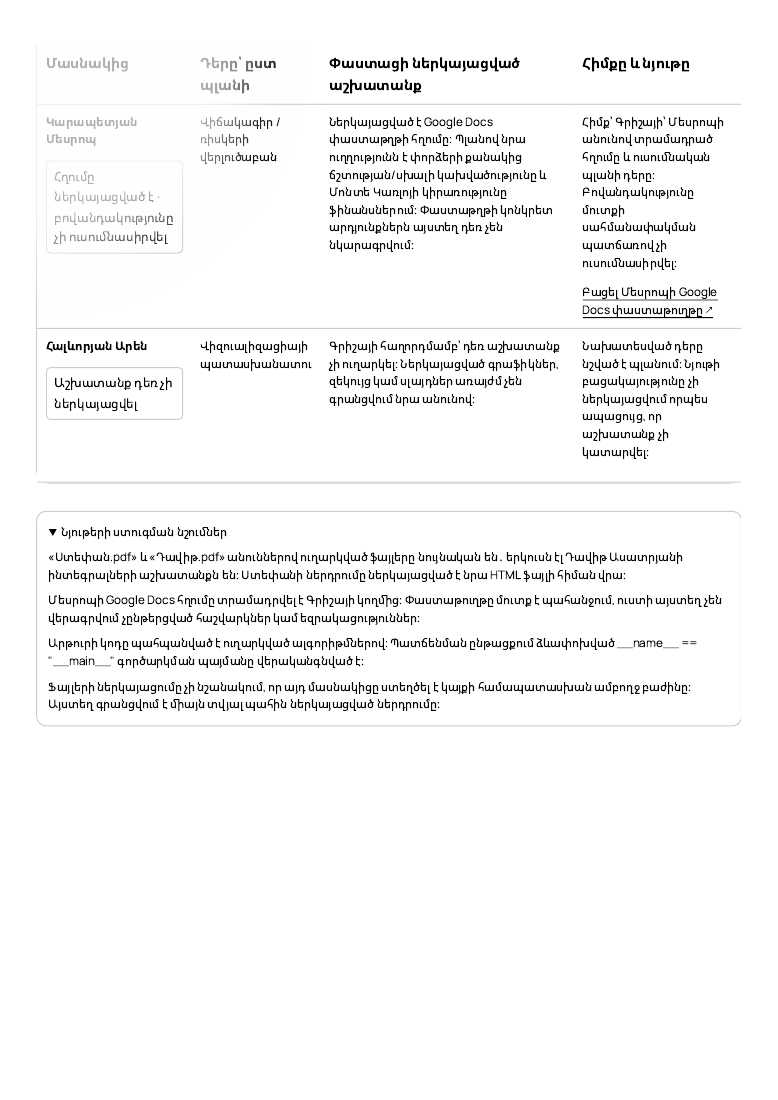 Մասնակից
Դերը՝ ըստ
պլանի
Փաստացի ներկայացված
աշխատանք
Հիմքը և նյութը
Կարապետյան
Մեսրոպ
Հղումը
ներկայացված է ·
բովանդակությունը
չի ուսումնասիրվել
Վիճակագիր /
ռիսկերի
վերլուծաբան
Ներկայացված է Google Docs
փաստաթղթի հղումը։ Պլանով նրա
ուղղությունն է փորձերի քանակից
ճշտության/սխալի կախվածությունը և
Մոնտե Կառլոյի կիրառությունը
ֆինանսներում։ Փաստաթղթի կոնկրետ
արդյունքներն այստեղ դեռ չեն
նկարագրվում։
Հիմք՝ Գրիշայի՝ Մեսրոպի
անունով տրամադրած
հղումը և ուսումնական
պլանի դերը։
Բովանդակությունը
մուտքի
սահմանափակման
պատճառով չի
ուսումնասիրվել։
Բացել Մեսրոպի Google
Docs փաստաթուղթը ↗
Հալևորյան Արեն
Աշխատանք դեռ չի
ներկայացվել
Վիզուալիզացիայի
պատասխանատու
Գրիշայի հաղորդմամբ՝ դեռ աշխատանք
չի ուղարկել։ Ներկայացված գրաֆիկներ,
զեկույց կամ սլայդներ առայժմ չեն
գրանցվում նրա անունով։
Նախատեսված դերը
նշված է պլանում։ Նյութի
բացակայությունը չի
ներկայացվում որպես
ապացույց, որ
աշխատանք չի
կատարվել։
▼ Նյութերի ստուգման նշումներ
«Ստեփան.pdf» և «Դավիթ.pdf» անուններով ուղարկված ֆայլերը նույնական են․ երկուսն էլ Դավիթ Ասատրյանի
ինտեգրալների աշխատանքն են։ Ստեփանի ներդրումը ներկայացված է նրա HTML ֆայլի հիման վրա։
Մեսրոպի Google Docs հղումը տրամադրվել է Գրիշայի կողմից։ Փաստաթուղթը մուտք է պահանջում, ուստի այստեղ չեն
վերագրվում չընթերցված հաշվարկներ կամ եզրակացություններ։
Արթուրի կոդը պահպանված է ուղարկված ալգորիթմներով։ Պատճենման ընթացքում ձևափոխված __name__ ==
"__main__" գործարկման պայմանը վերականգնված է։
Ֆայլերի ներկայացումը չի նշանակում, որ այդ մասնակիցը ստեղծել է կայքի համապատասխան ամբողջ բաժինը։
Այստեղ գրանցվում է միայն տվյալ պահին ներկայացված ներդրումը։